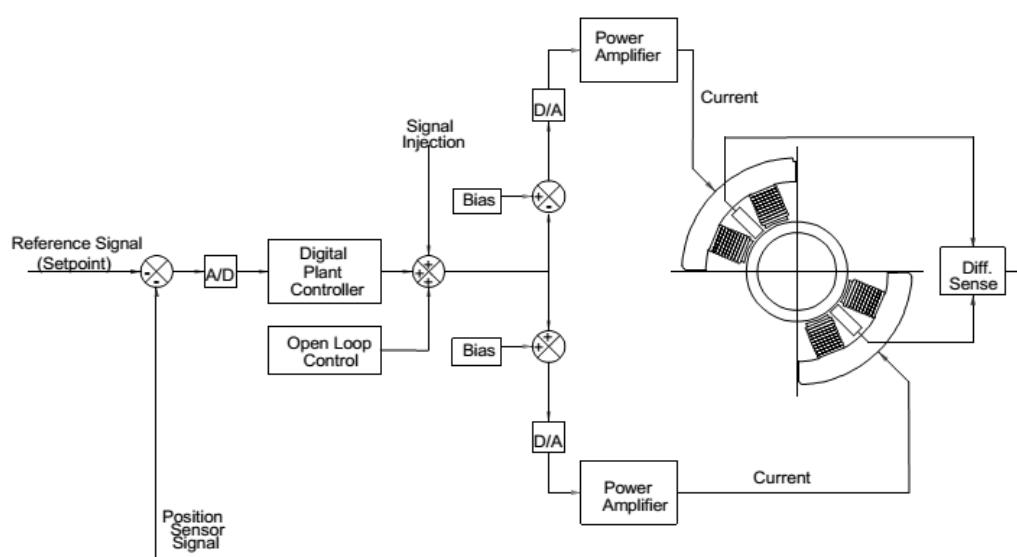 Power
Amplifier
D/A
Current
Signal
Injection
Bias
+
-
Reference Signal
(Setpoint)
-
-
A/D
Digital
Plant
Controller
+
+
+
Diff.
Sense
Open Loop
Control
Bias
+
+
D/A
Power
Amplifier
Current
Position
Sensor
Signal